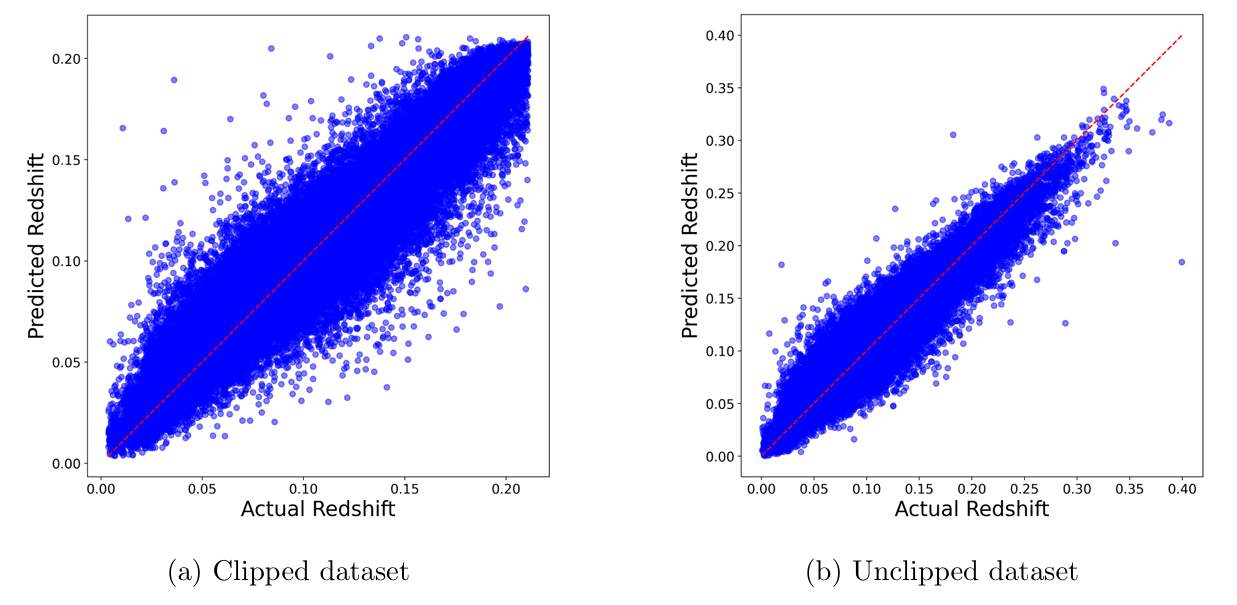 0.20
0.15
0.10
0.05
0.00
Predicted Redshift
0.00 0.05 0.10 0.15 0.20
Actual Redshift
(a) Clipped dataset
0.40
0.35
0.30
0.25
0.20
0.15
0.10
0.05
0.00
Predicted Redshift
0.00 0.05 0.10 0.15 0.20 0.25 0.30 0.35 0.40
Actual Redshift
(b) Unclipped dataset